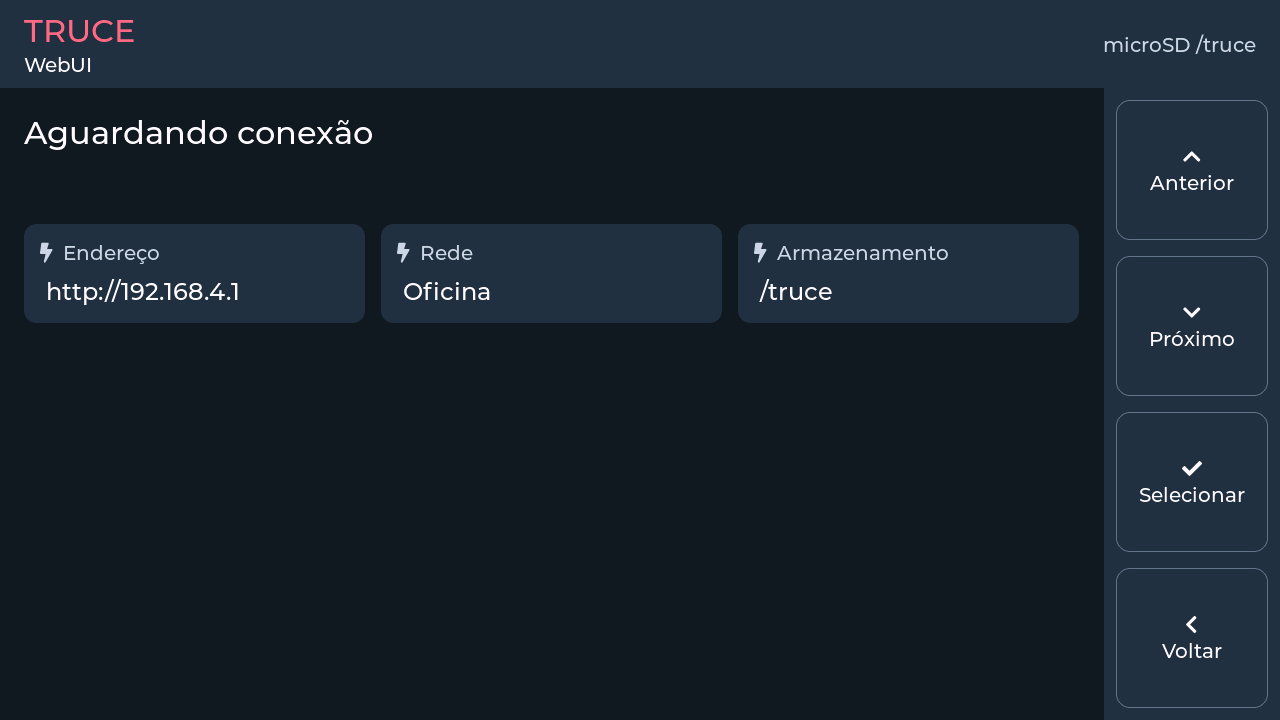 TRUCE
WebUI
microSD /truce
Aguardando conexão
Endereço
http://192.168.4.1
Rede
Oficina
Armazenamento
/truce
Anterior
Próximo
Selecionar
Voltar